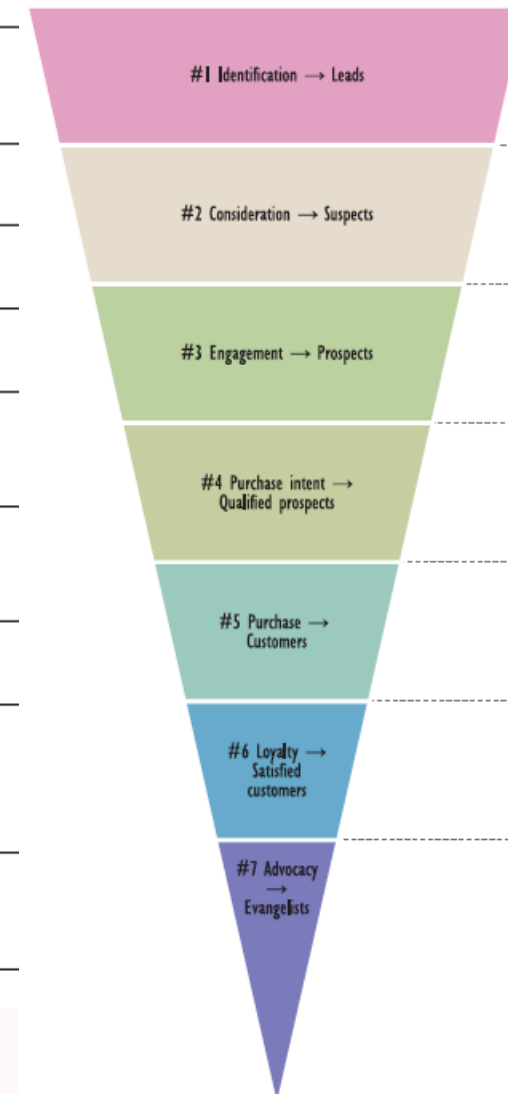 #1 Identification → Leads
#2 Consideration → Suspects
#3 Engagement → Prospects
#4 Purchase intent →
Qualified prospects
#5 Purchase →
Customers
#6 Loyalty →
Satisfied
customers
#7 Advocacy
→
Evangelists